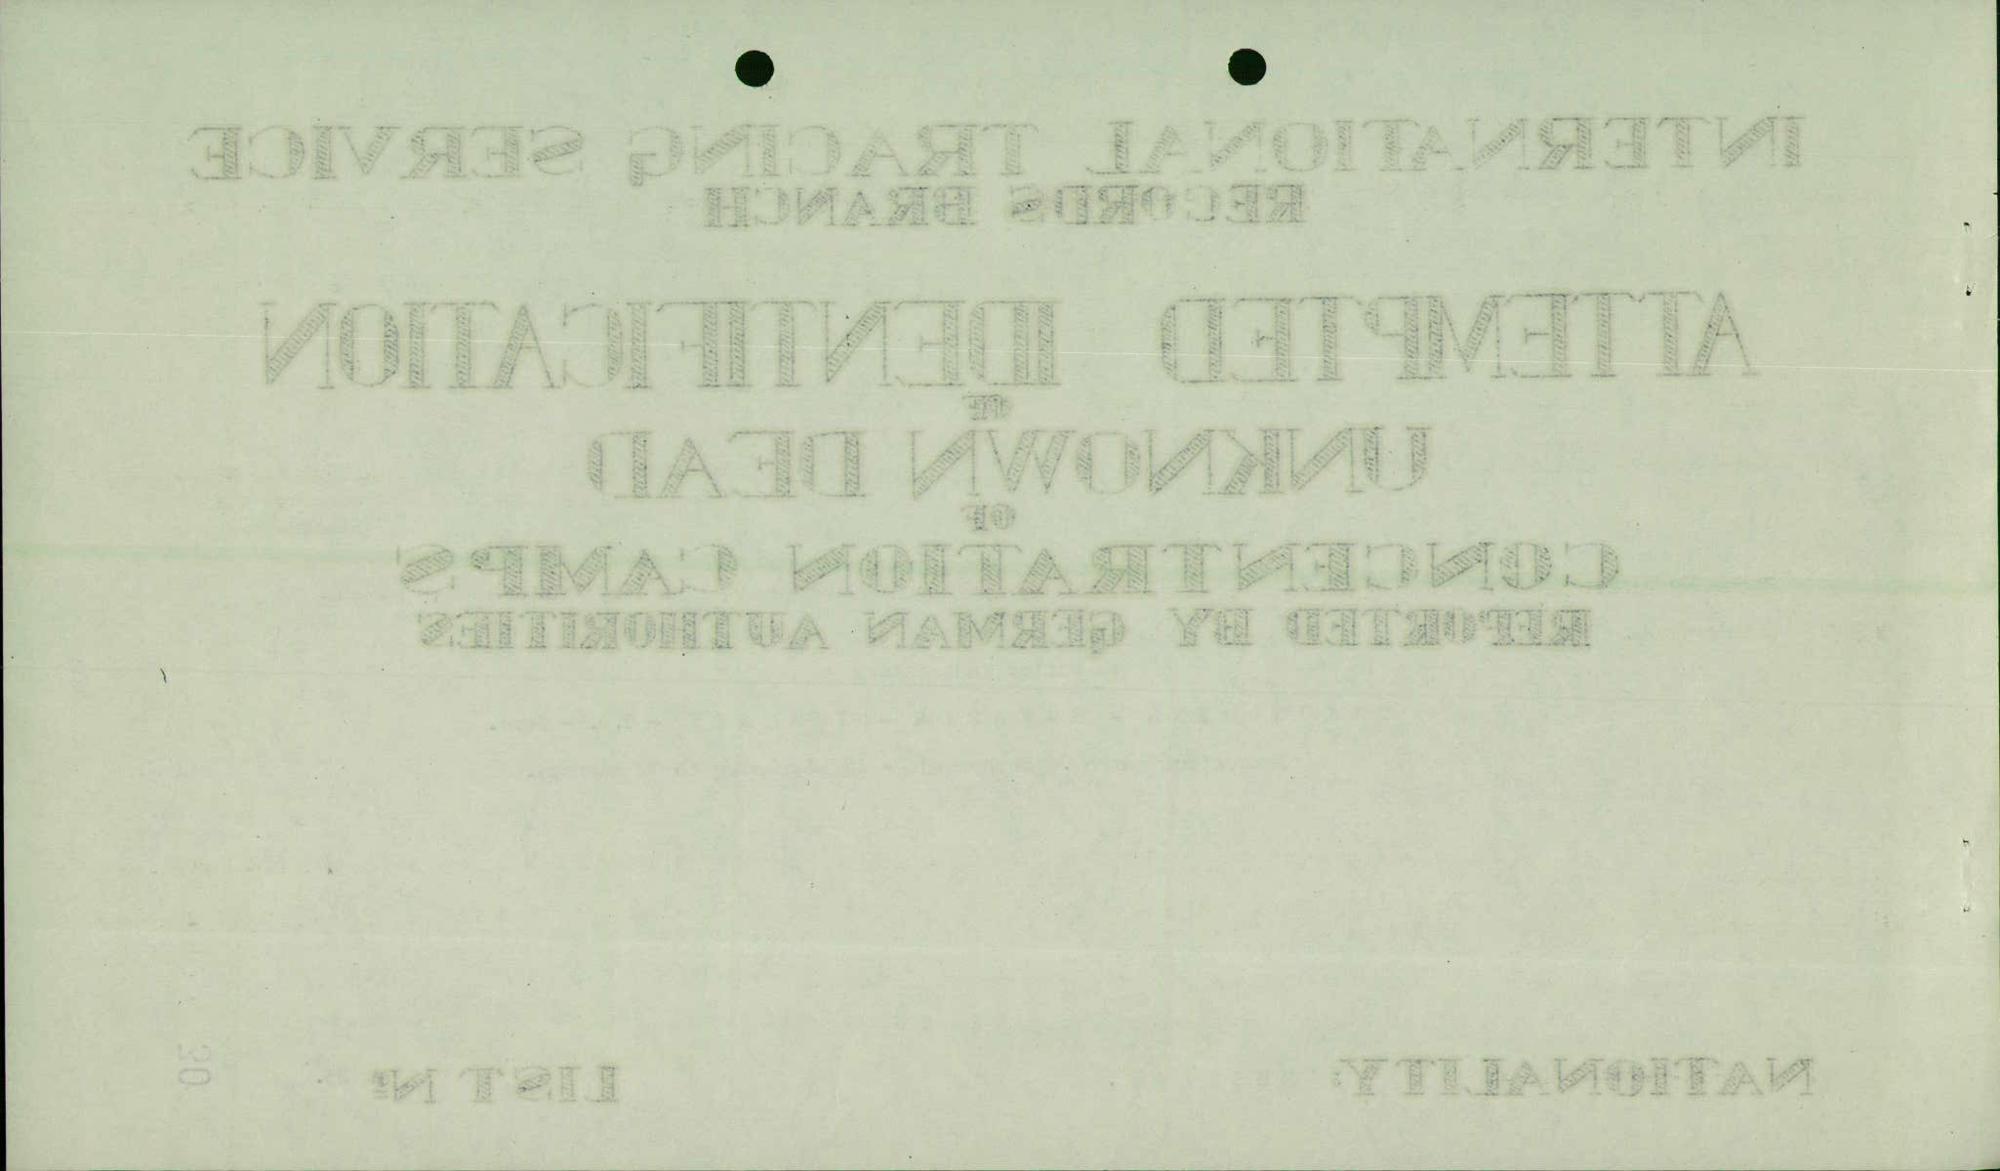 INTERNATIONAL TRACING SERVICE
RECORDS BRANCH
ATTEMPTED IDENTIFICATION
OF
UNKNOWN DEAD
OF
CONCENTRATION CAMPS
REPORTED BY GERMAN AUTHORITIES
NATIONALITY: LIST Nº